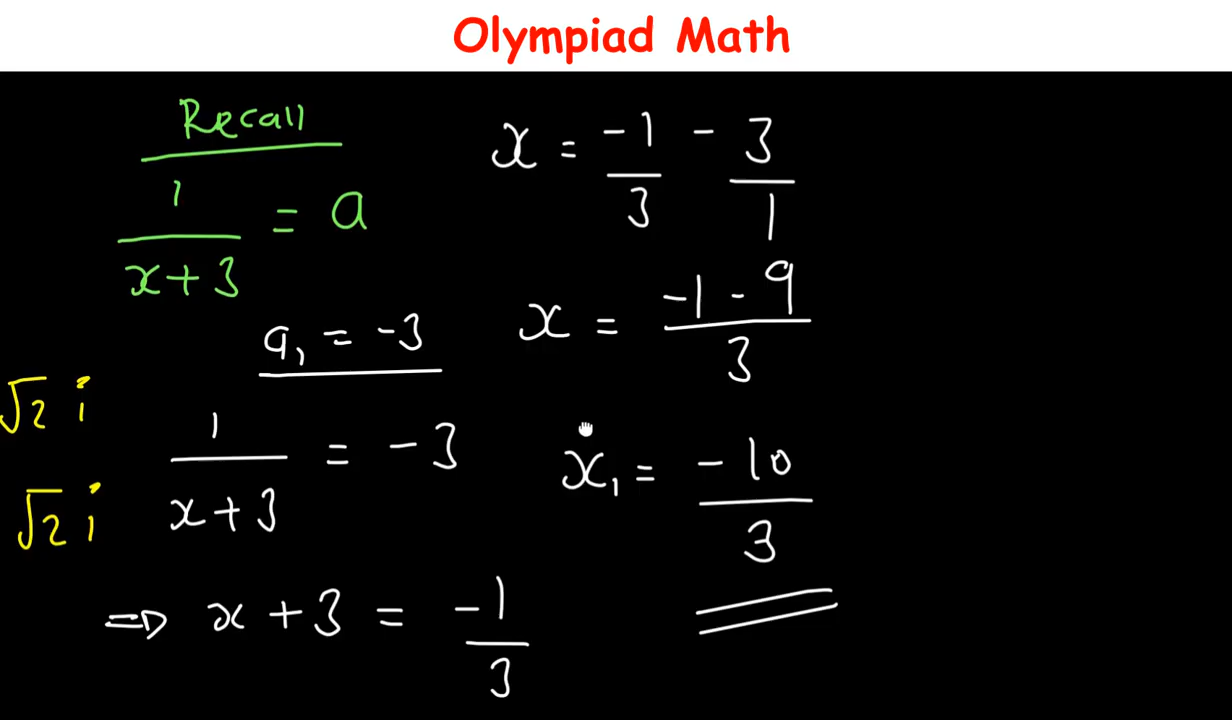 Olympiad Math
Recall
1/(x+3) = a
a₁ = -3
√2 i
√2 i
1/(x+3) = -3
⇒ x + 3 = -1/3
x = -1/3 - 3/1
x = (-1 - 9)/3
x₁ = -10/3